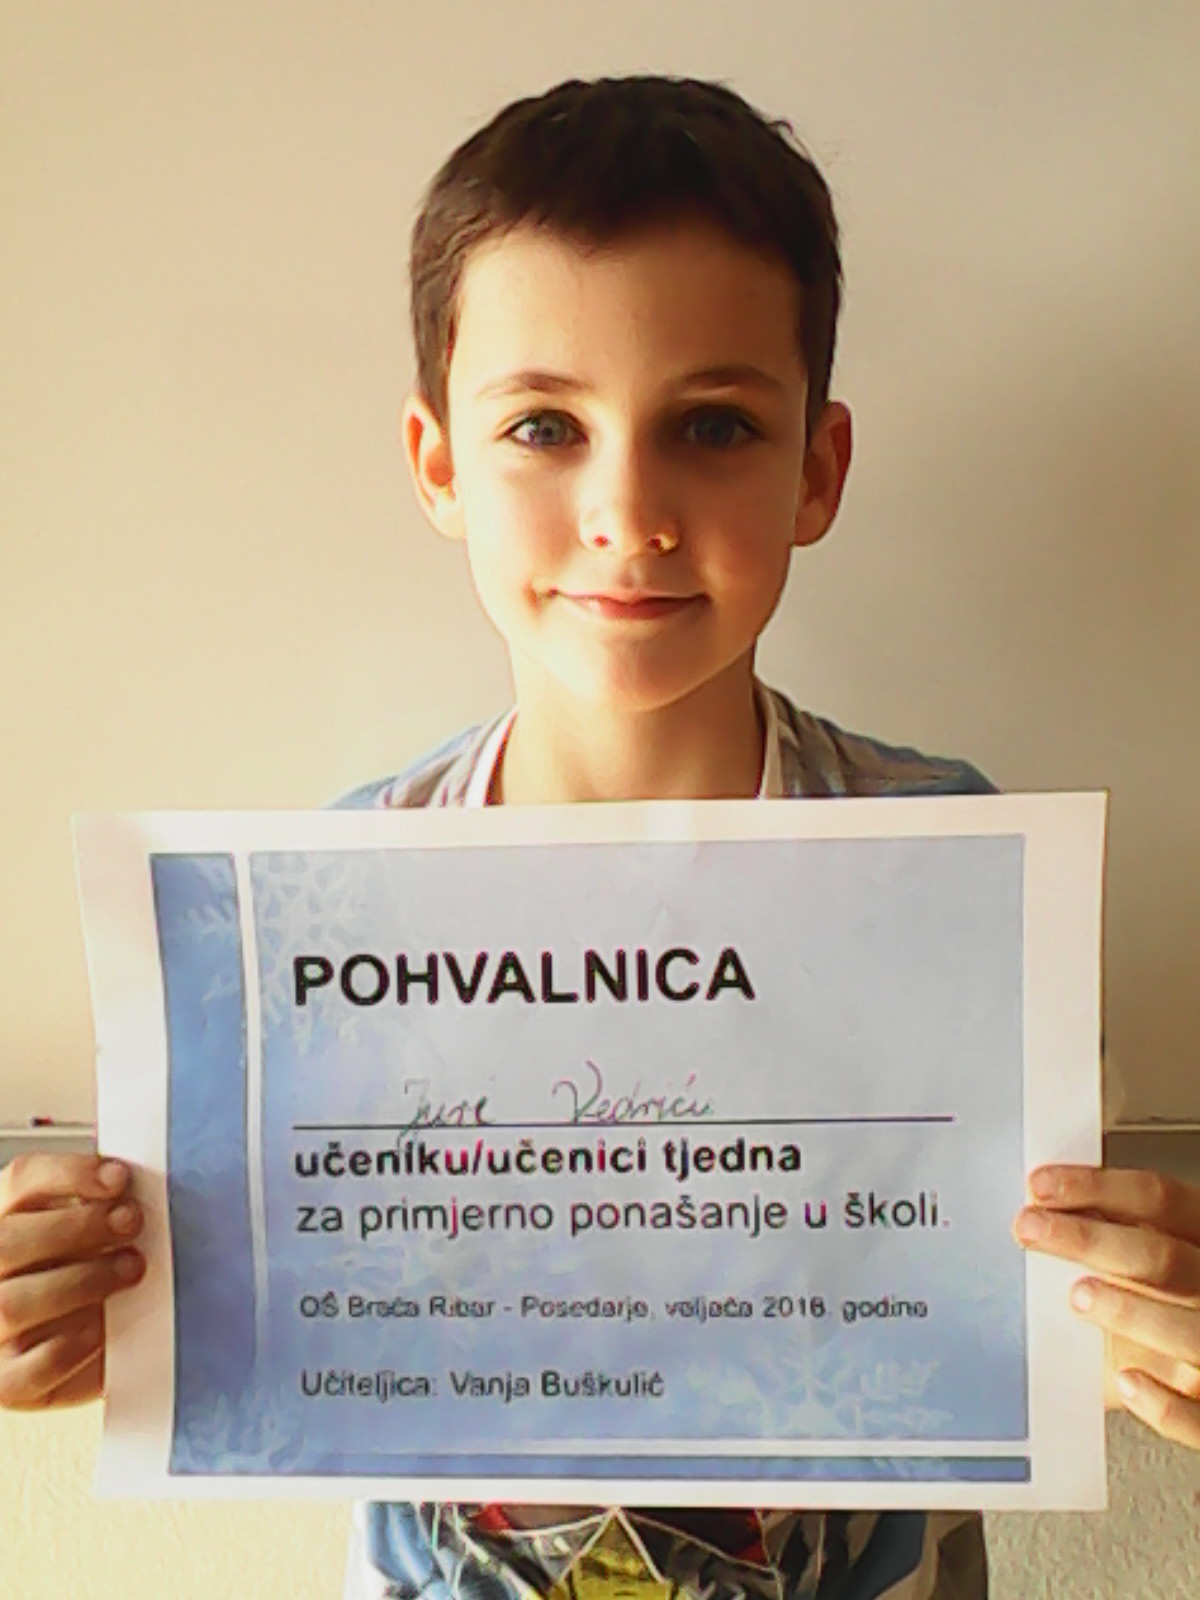 POHVALNICA
Juri Vedriću
učeniku/učenici tjedna
za primjerno ponašanje u školi.
OŠ Braća Ribar - Posedarje, veljača 2016. godine
Učiteljica: Vanja Buškulić